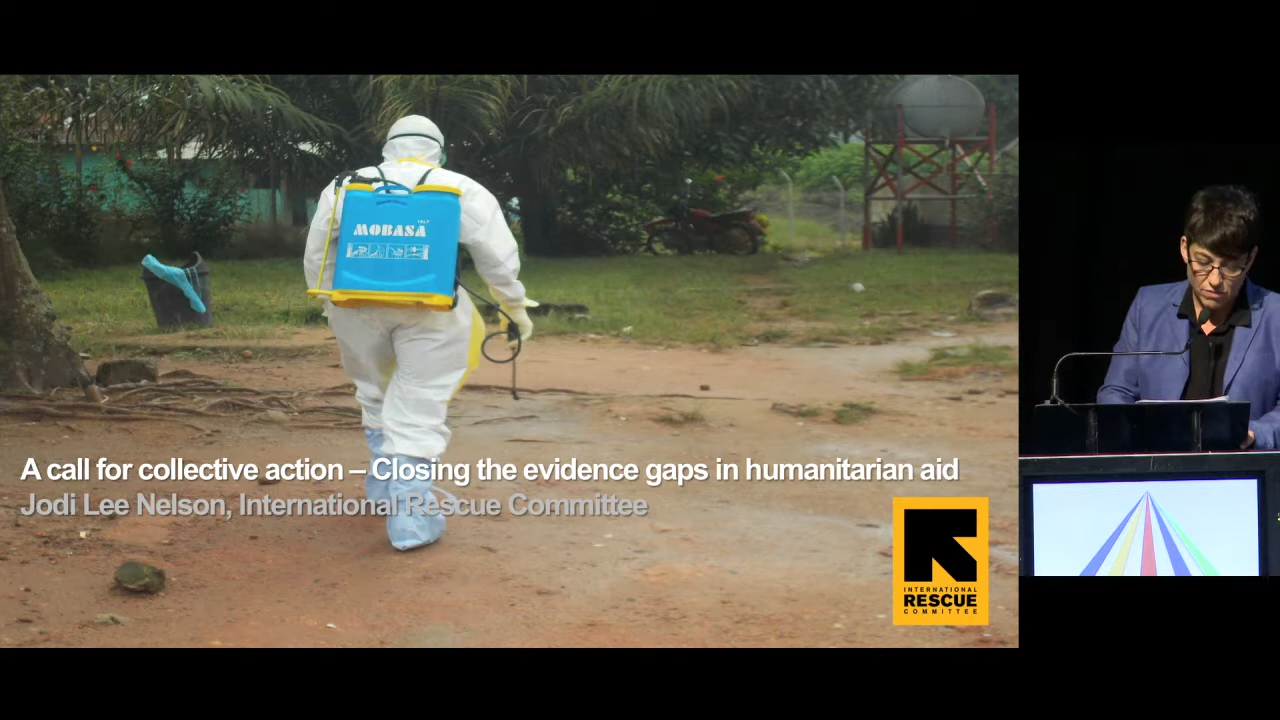 16LT
MOBASA
A call for collective action – Closing the evidence gaps in humanitarian aid
Jodi Lee Nelson, International Rescue Committee
INTERNATIONAL
RESCUE
COMMITTEE